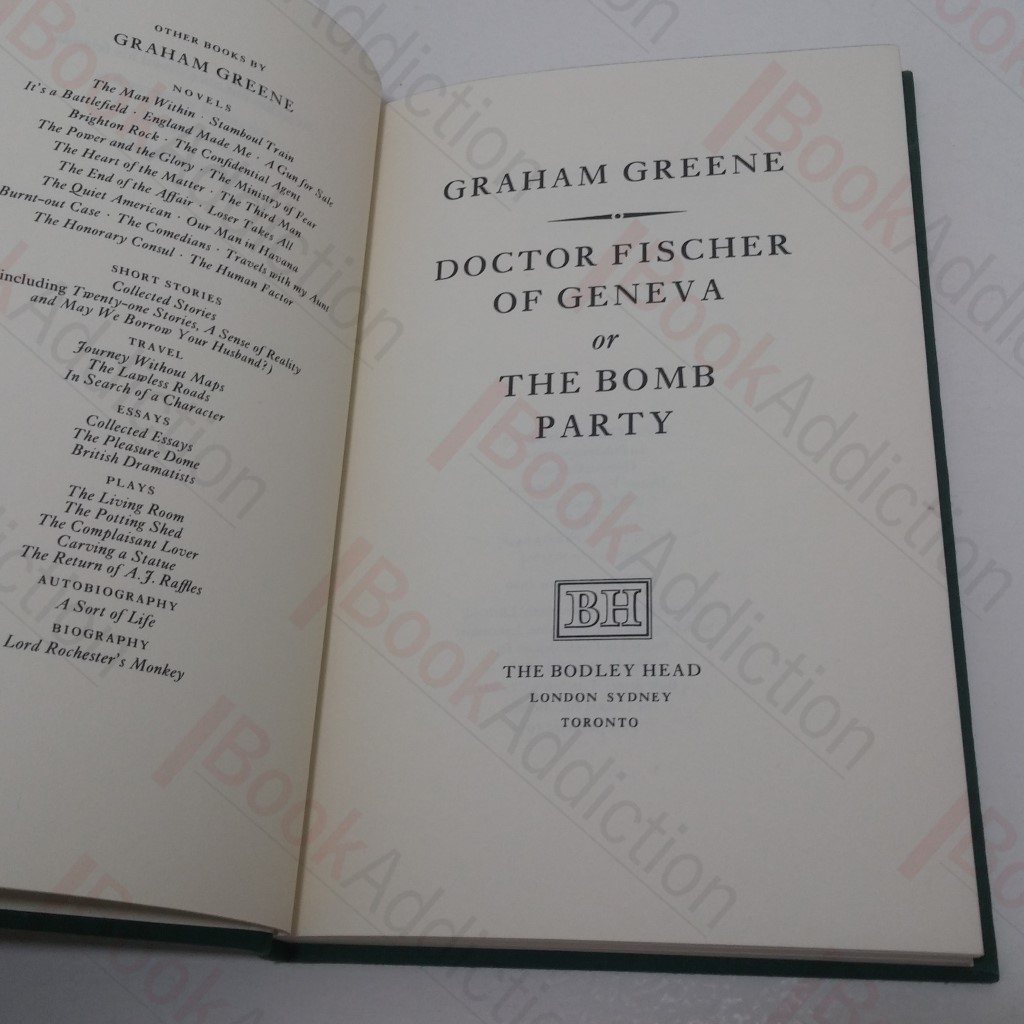 OTHER BOOKS BY
GRAHAM GREENE
NOVELS
The Man Within · Stamboul Train
It's a Battlefield · England Made Me · A Gun for Sale
Brighton Rock · The Confidential Agent
The Power and the Glory · The Ministry of Fear
The Heart of the Matter · The Third Man
The End of the Affair · Loser Takes All
The Quiet American · Our Man in Havana
Burnt-out Case · The Comedians · Travels with my Aunt
The Honorary Consul · The Human Factor
SHORT STORIES
Collected Stories
including Twenty-one Stories, A Sense of Reality
and May We Borrow Your Husband?)
TRAVEL
Journey Without Maps
The Lawless Roads
In Search of a Character
ESSAYS
Collected Essays
The Pleasure Dome
British Dramatists
PLAYS
The Living Room
The Potting Shed
The Complaisant Lover
Carving a Statue
The Return of A.J. Raffles
AUTOBIOGRAPHY
A Sort of Life
BIOGRAPHY
Lord Rochester's Monkey
GRAHAM GREENE
DOCTOR FISCHER
OF GENEVA
or
THE BOMB
PARTY
BH
THE BODLEY HEAD
LONDON SYDNEY
TORONTO
BookAddiction